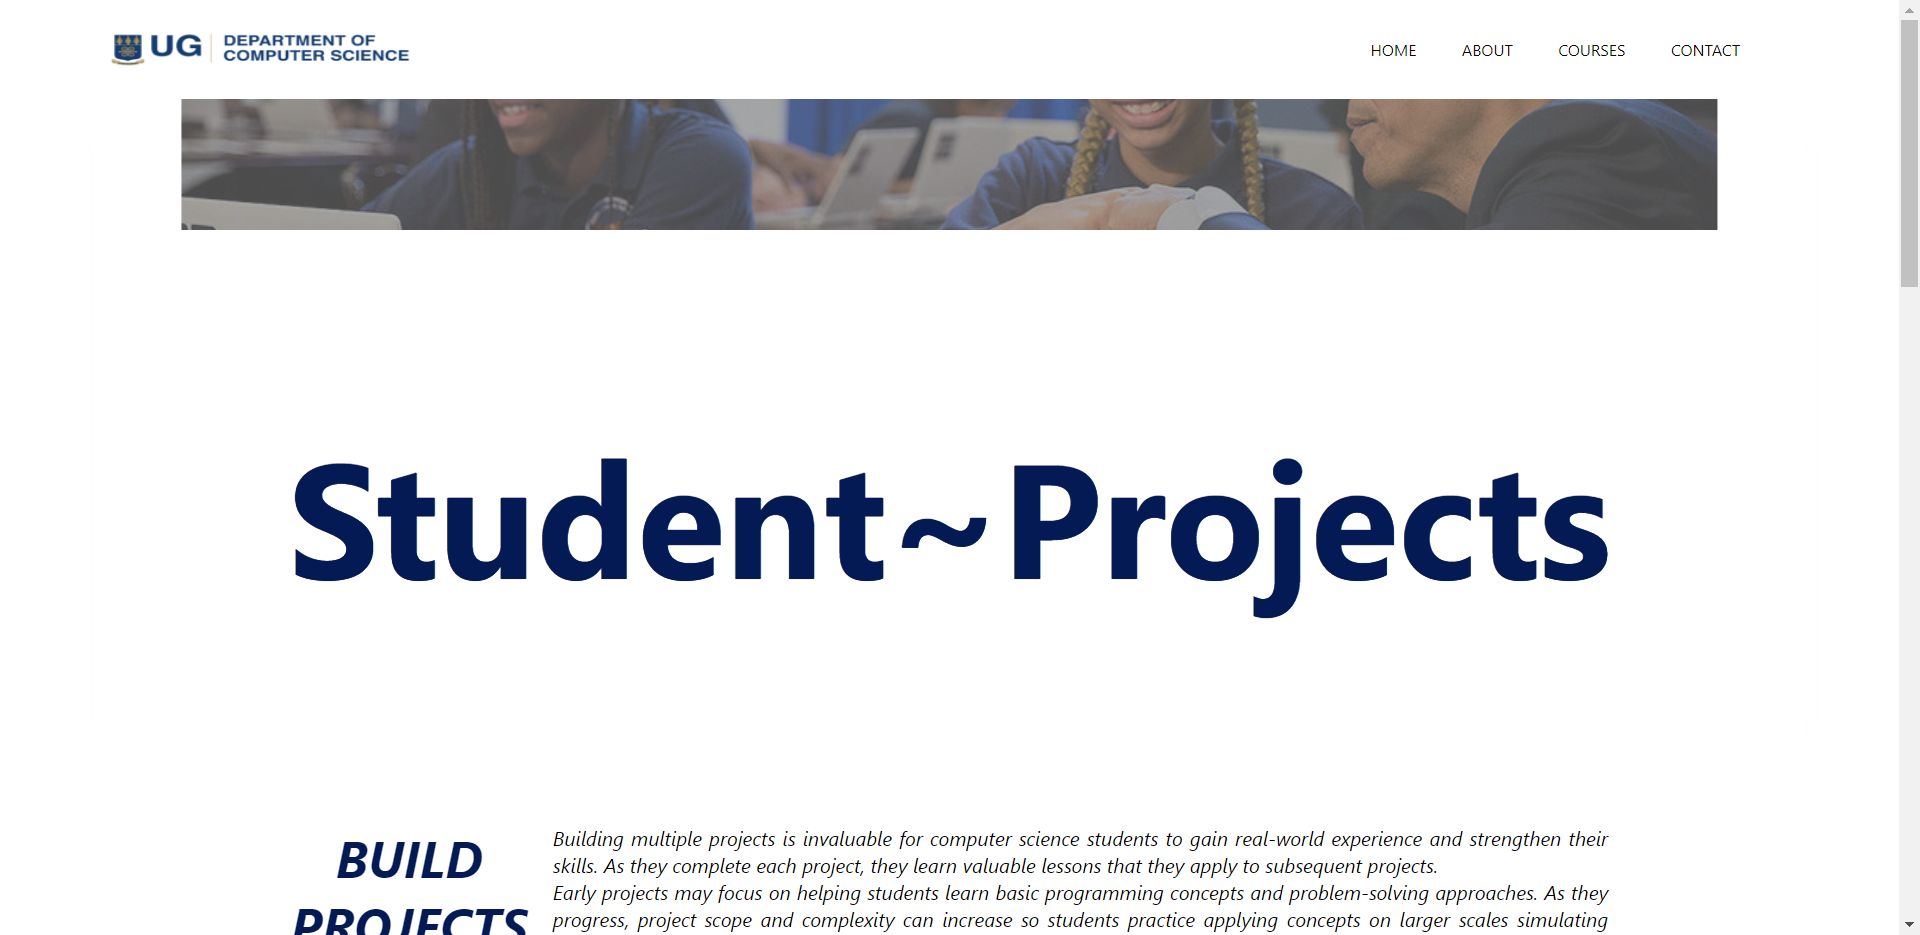 UG
DEPARTMENT OF
COMPUTER SCIENCE
HOME ABOUT COURSES CONTACT
Student~Projects
BUILD
PROJECTS
Building multiple projects is invaluable for computer science students to gain real-world experience and strengthen their
skills. As they complete each project, they learn valuable lessons that they apply to subsequent projects.
Early projects may focus on helping students learn basic programming concepts and problem-solving approaches. As they
progress, project scope and complexity can increase so students practice applying concepts on larger scales simulating